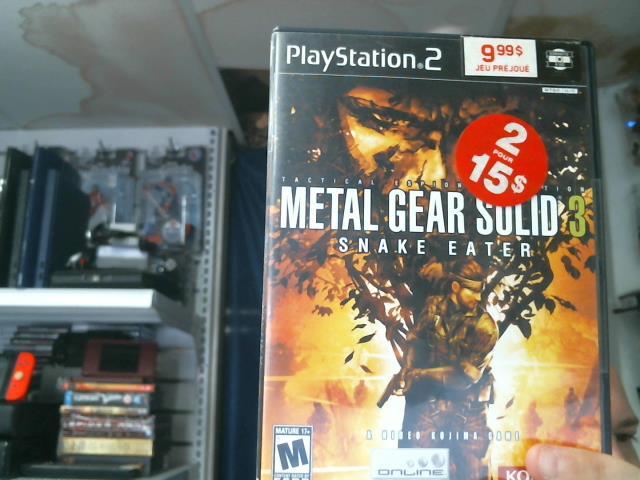 PlayStation.2
9.99$
JEU PRÉJOUÉ
2
POUR
15$
TACTICAL
METAL GEAR SOLID 3
SNAKE EATER
A HIDEO KOJIMA GAME
MATURE 17+
M
ONLINE